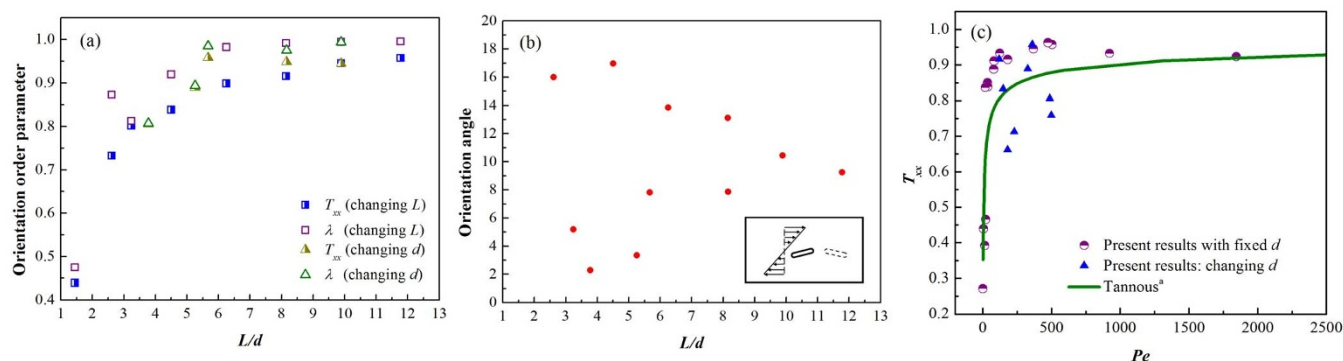 (a)
Orientation order parameter
1.0
0.9
0.8
0.7
0.6
0.5
0.4
Txx (changing L)
λ (changing L)
Txx (changing d)
λ (changing d)
1 2 3 4 5 6 7 8 9 10 11 12 13
L/d
(b)
Orientation angle
20
18
16
14
12
10
8
6
4
2
0
1 2 3 4 5 6 7 8 9 10 11 12 13
L/d
(c)
Txx
1.0
0.9
0.8
0.7
0.6
0.5
0.4
0.3
0.2
Present results with fixed d
Present results: changing d
Tannousᵃ
0 500 1000 1500 2000 2500
Pe